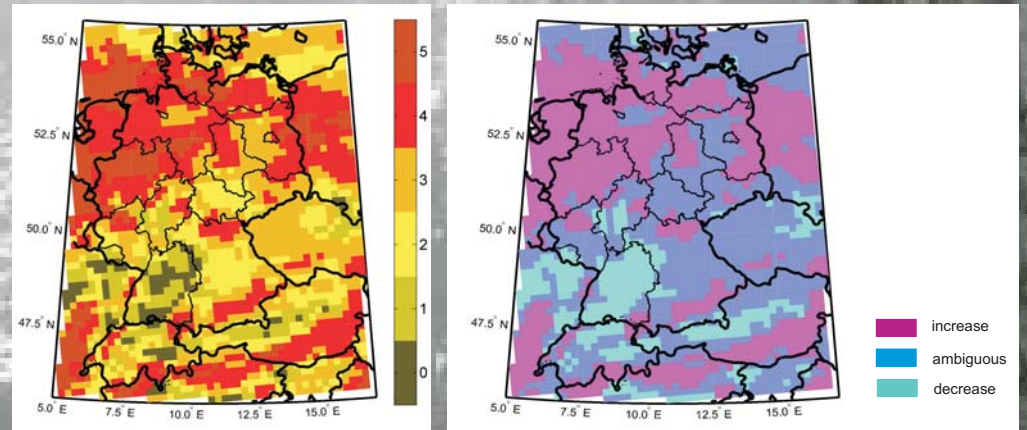 55.0° N
52.5° N
50.0° N
47.5° N
5.0° E
7.5° E
10.0° E
12.5° E
15.0° E
5
4
3
2
1
0
55.0° N
52.5° N
50.0° N
47.5° N
5.0° E
7.5° E
10.0° E
12.5° E
15.0° E
increase
ambiguous
decrease